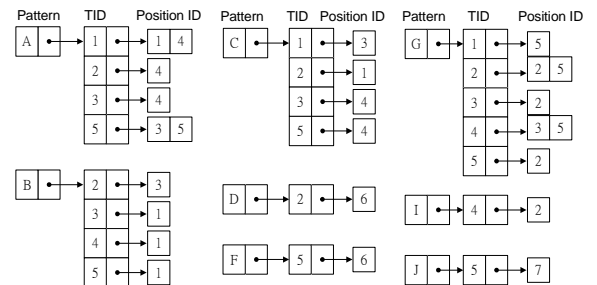 Pattern TID Position ID
A 1 1 4
2 4
3 4
5 3 5
B 2 3
3 1
4 1
5 1
Pattern TID Position ID
C 1 3
2 1
3 4
5 4
D 2 6
F 5 6
Pattern TID Position ID
G 1 5
2 2 5
3 2
4 3 5
5 2
I 4 2
J 5 7